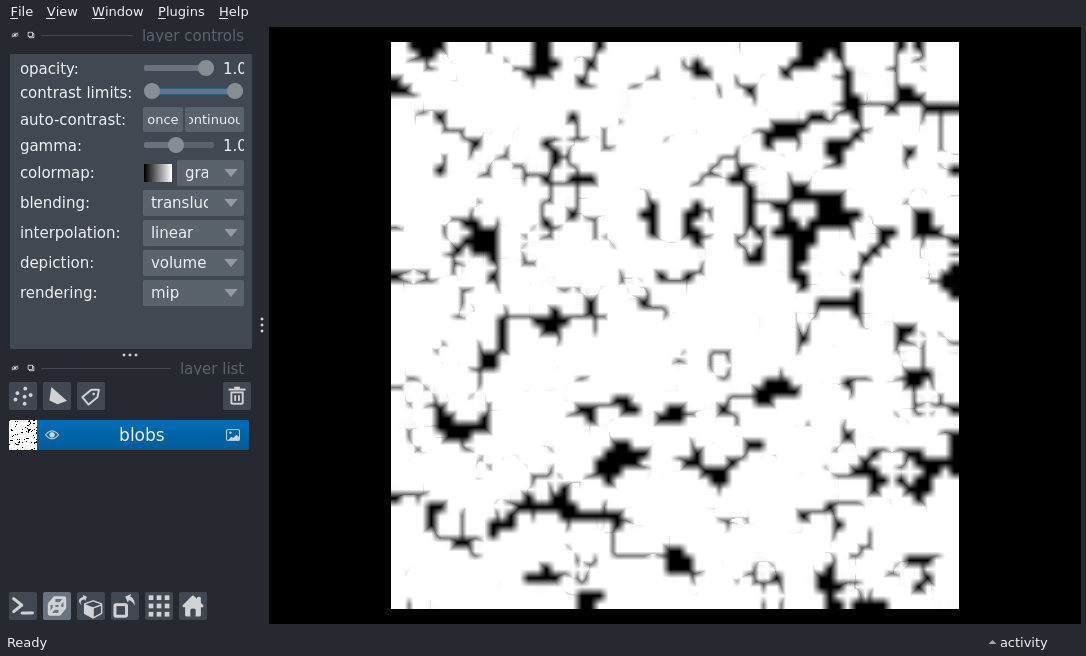 File View Window Plugins Help
layer controls
opacity: 1.0
contrast limits:
auto-contrast: once ontinuou
gamma: 1.0
colormap: gra
blending: transluc
interpolation: linear
depiction: volume
rendering: mip
layer list
blobs
Ready activity